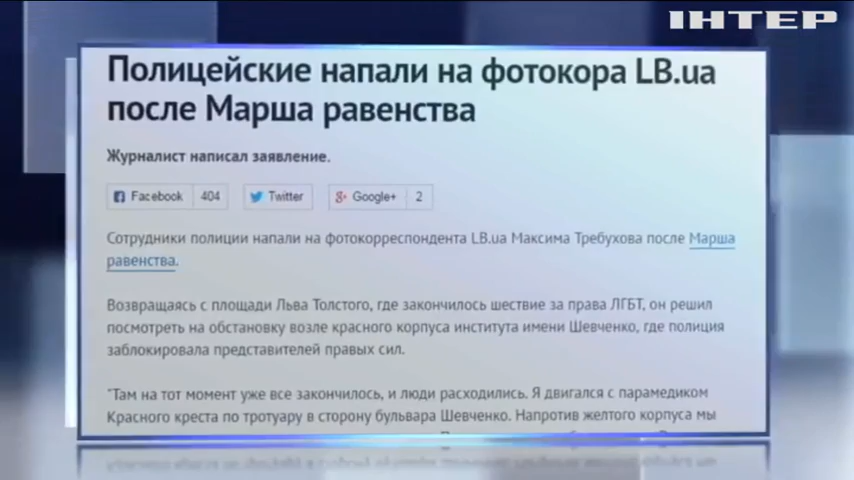 ІНТЕР
Полицейские напали на фотокора LB.ua
после Марша равенства
Журналист написал заявление.
Facebook 404 Twitter Google+ 2
Сотрудники полиции напали на фотокорреспондента LB.ua Максима Требухова после Марша
равенства.
Возвращаясь с площади Льва Толстого, где закончилось шествие за права ЛГБТ, он решил
посмотреть на обстановку возле красного корпуса института имени Шевченко, где полиция
заблокировала представителей правых сил.
"Там на тот момент уже все закончилось, и люди расходились. Я двигался с парамедиком
Красного креста по тротуару в сторону бульвара Шевченко. Напротив желтого корпуса мы